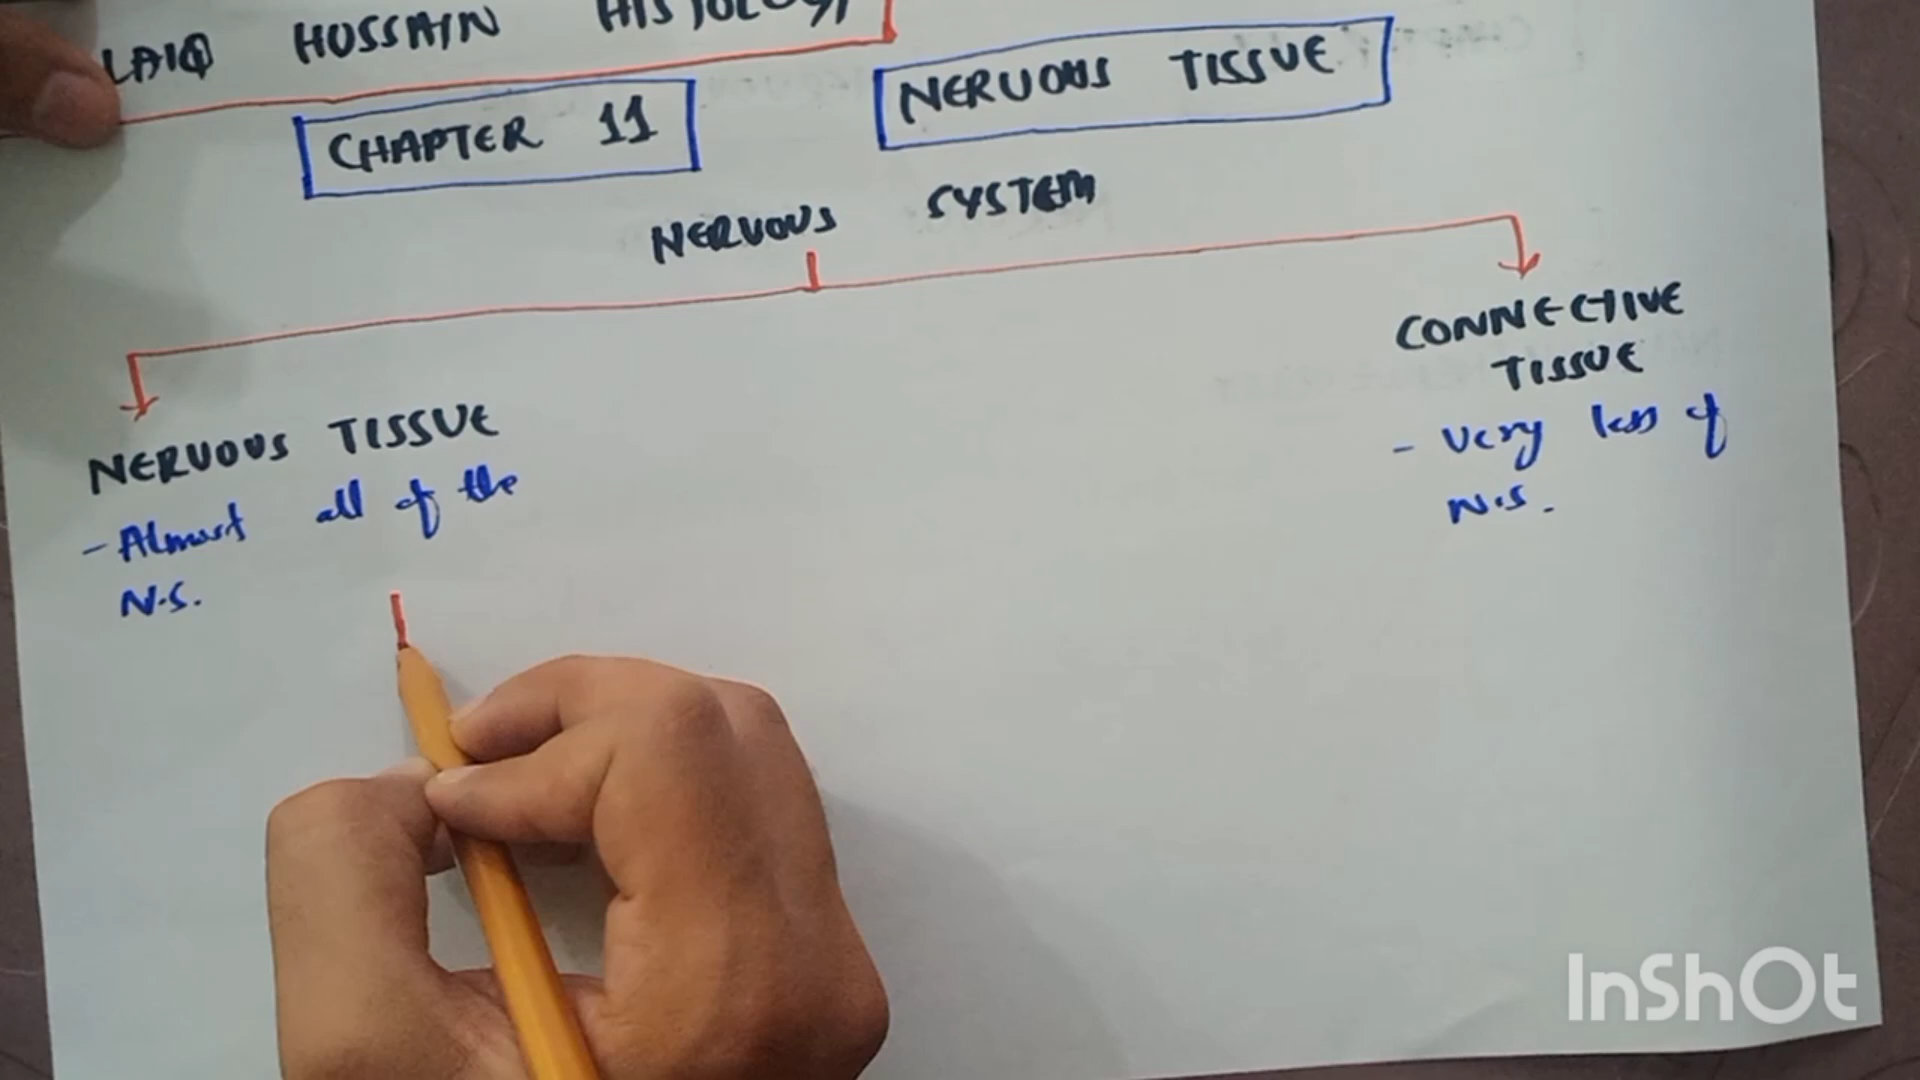 LAIQ HUSSAIN HISTOLOGY
CHAPTER 11
NERVOUS TISSUE
NERVOUS SYSTEM
NERVOUS TISSUE
- Almost all of the
N.S.
CONNECTIVE
TISSUE
- Very less of
N.S.
InShOt